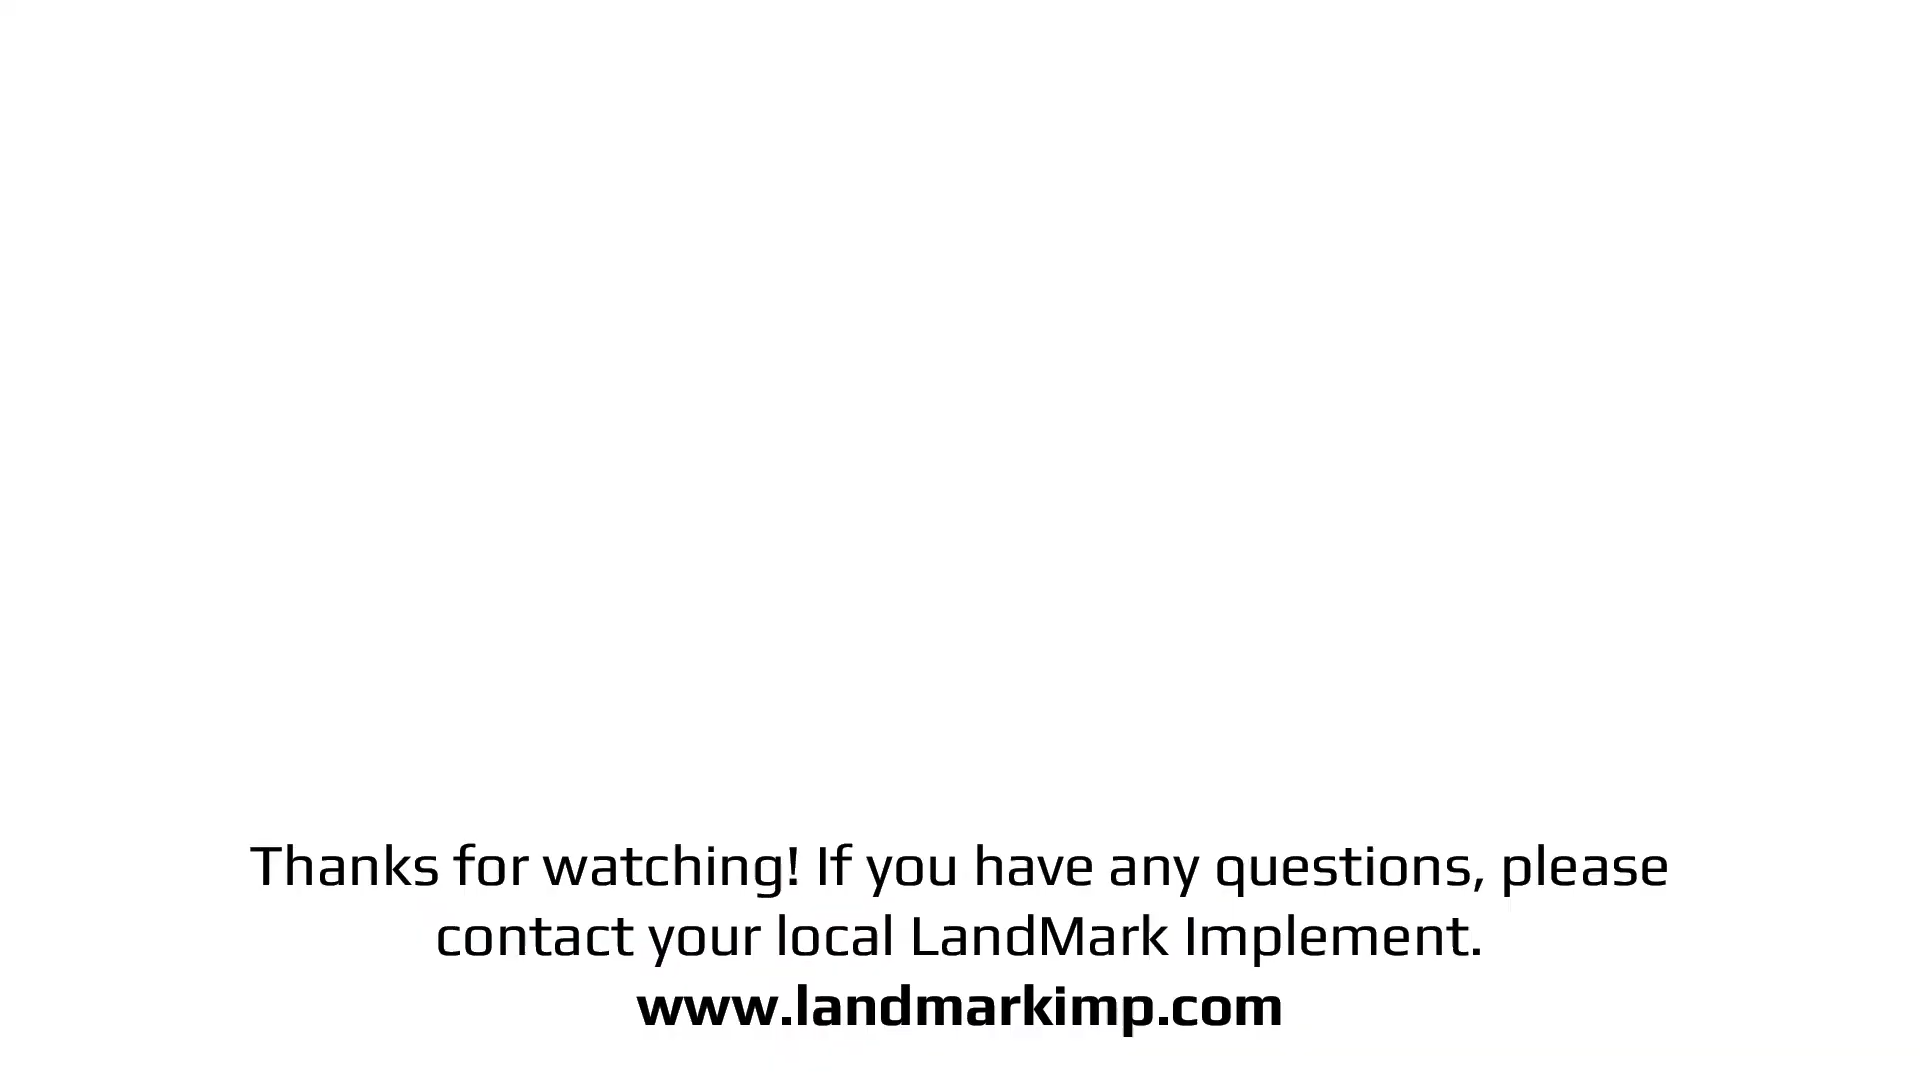 Thanks for watching! If you have any questions, please
contact your local LandMark Implement.
www.landmarkimp.com